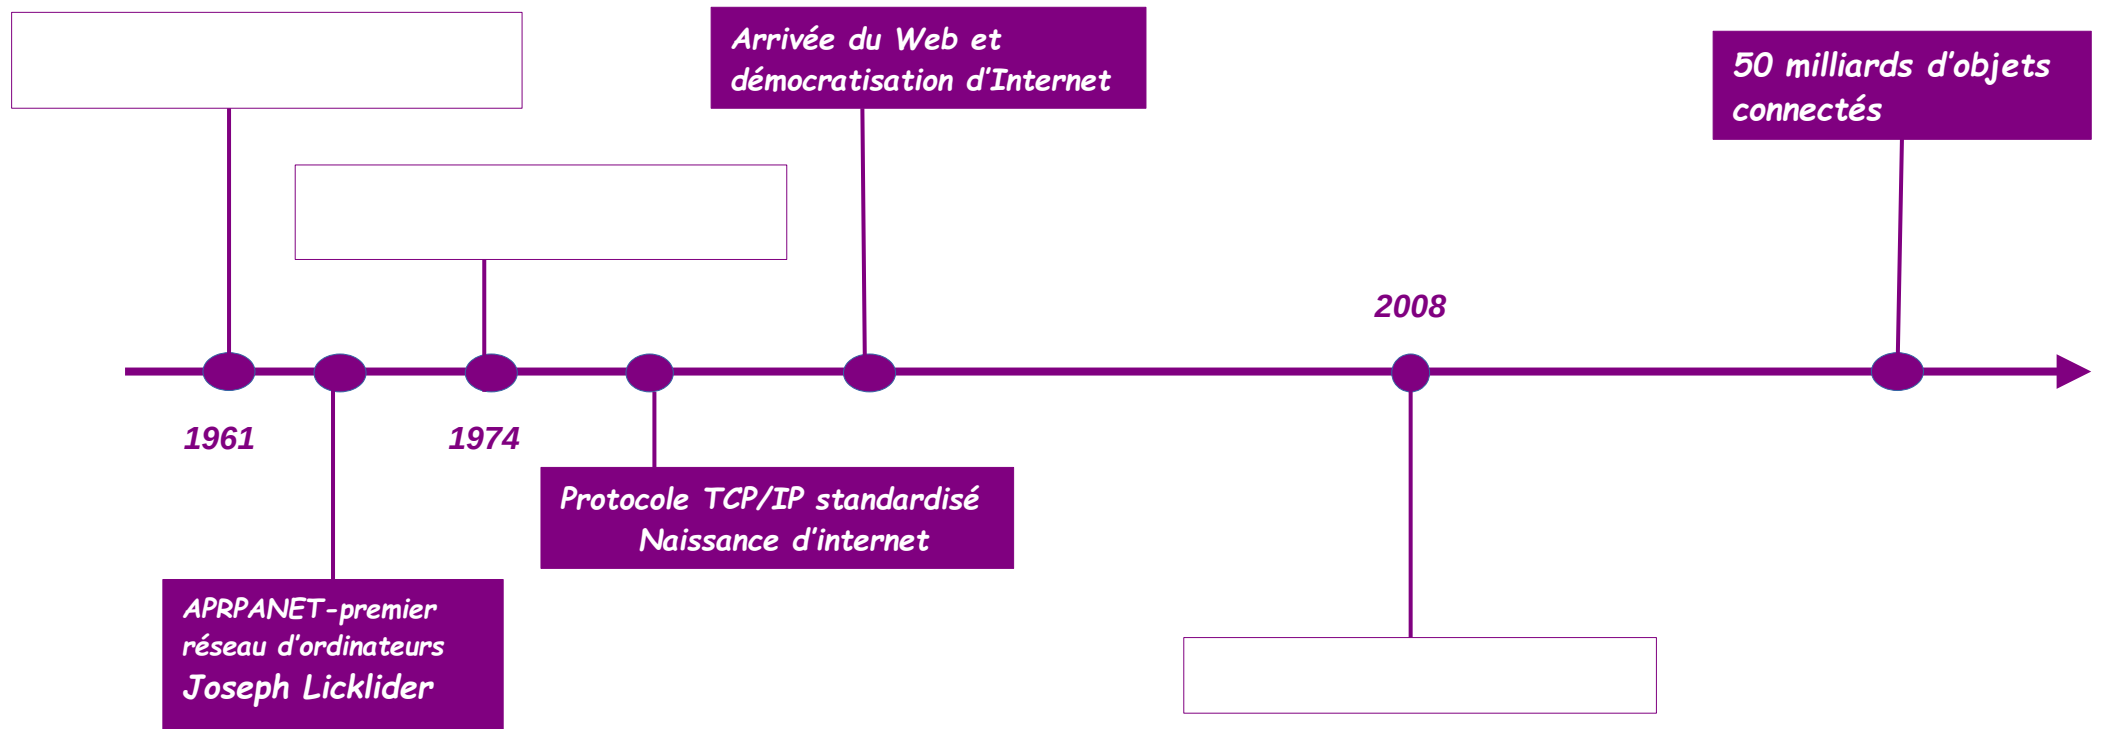 Arrivée du Web et
démocratisation d'Internet
50 milliards d'objets
connectés
2008
1961
1974
Protocole TCP/IP standardisé
Naissance d'internet
APRPANET-premier
réseau d'ordinateurs
Joseph Licklider